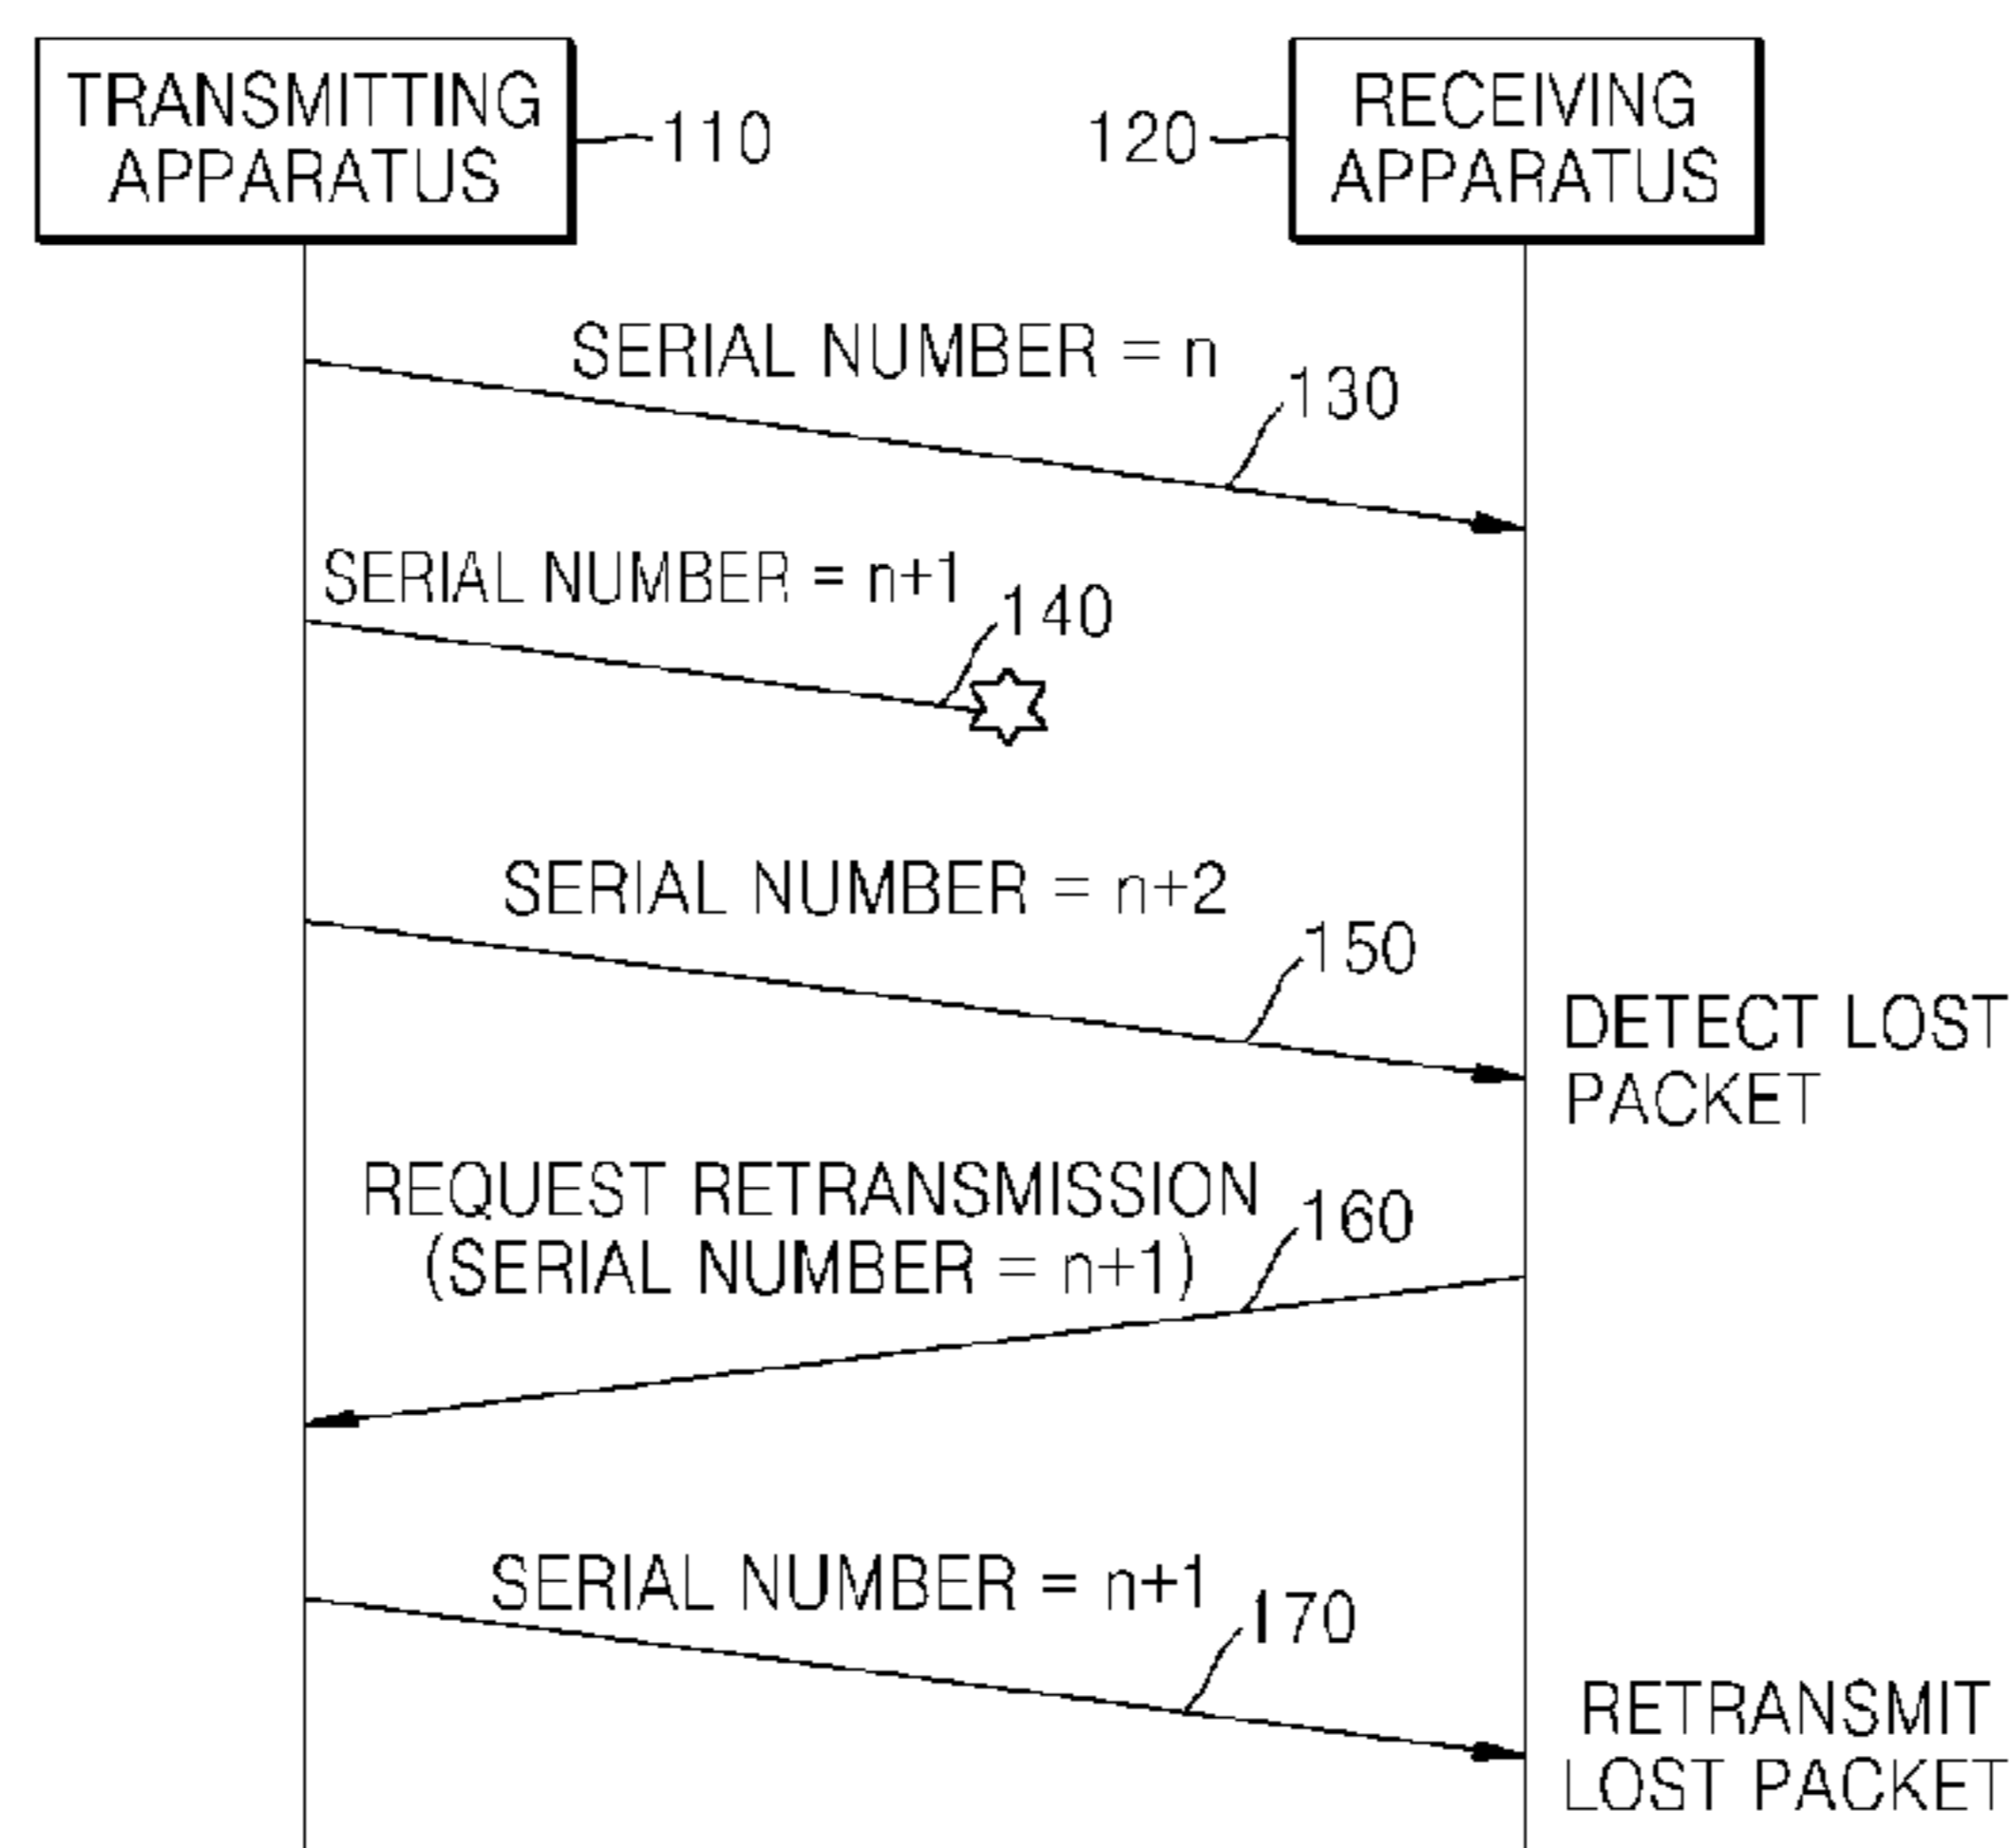 TRANSMITTING
APPARATUS
110
120
RECEIVING
APPARATUS
SERIAL NUMBER = n
130
SERIAL NUMBER = n+1
140
SERIAL NUMBER = n+2
150
DETECT LOST
PACKET
REQUEST RETRANSMISSION
(SERIAL NUMBER = n+1)
160
SERIAL NUMBER = n+1
170
RETRANSMIT
LOST PACKET